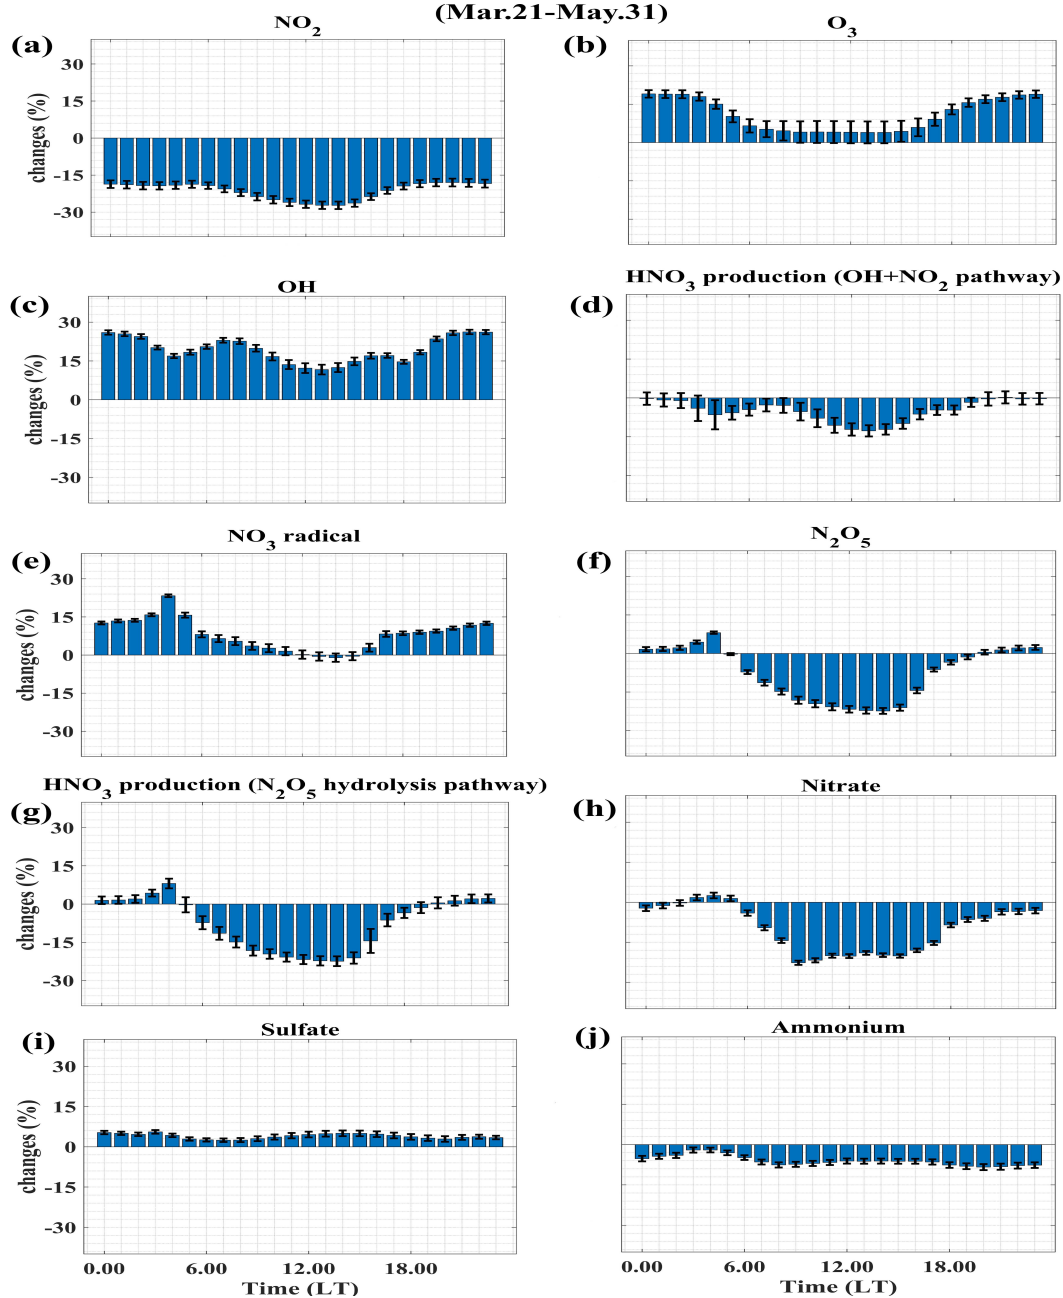 (Mar.21-May.31)
NO2
O3
(a)
(b)
30
15
0
-15
-30
changes (%)
OH
HNO3 production (OH+NO2 pathway)
(c)
(d)
30
15
0
-15
-30
changes (%)
NO3 radical
N2O5
(e)
(f)
30
15
0
-15
-30
changes (%)
HNO3 production (N2O5 hydrolysis pathway)
Nitrate
(g)
(h)
30
15
0
-15
-30
changes (%)
Sulfate
Ammonium
(i)
(j)
30
15
0
-15
-30
changes (%)
0.00 6.00 12.00 18.00
0.00 6.00 12.00 18.00
Time (LT)
Time (LT)